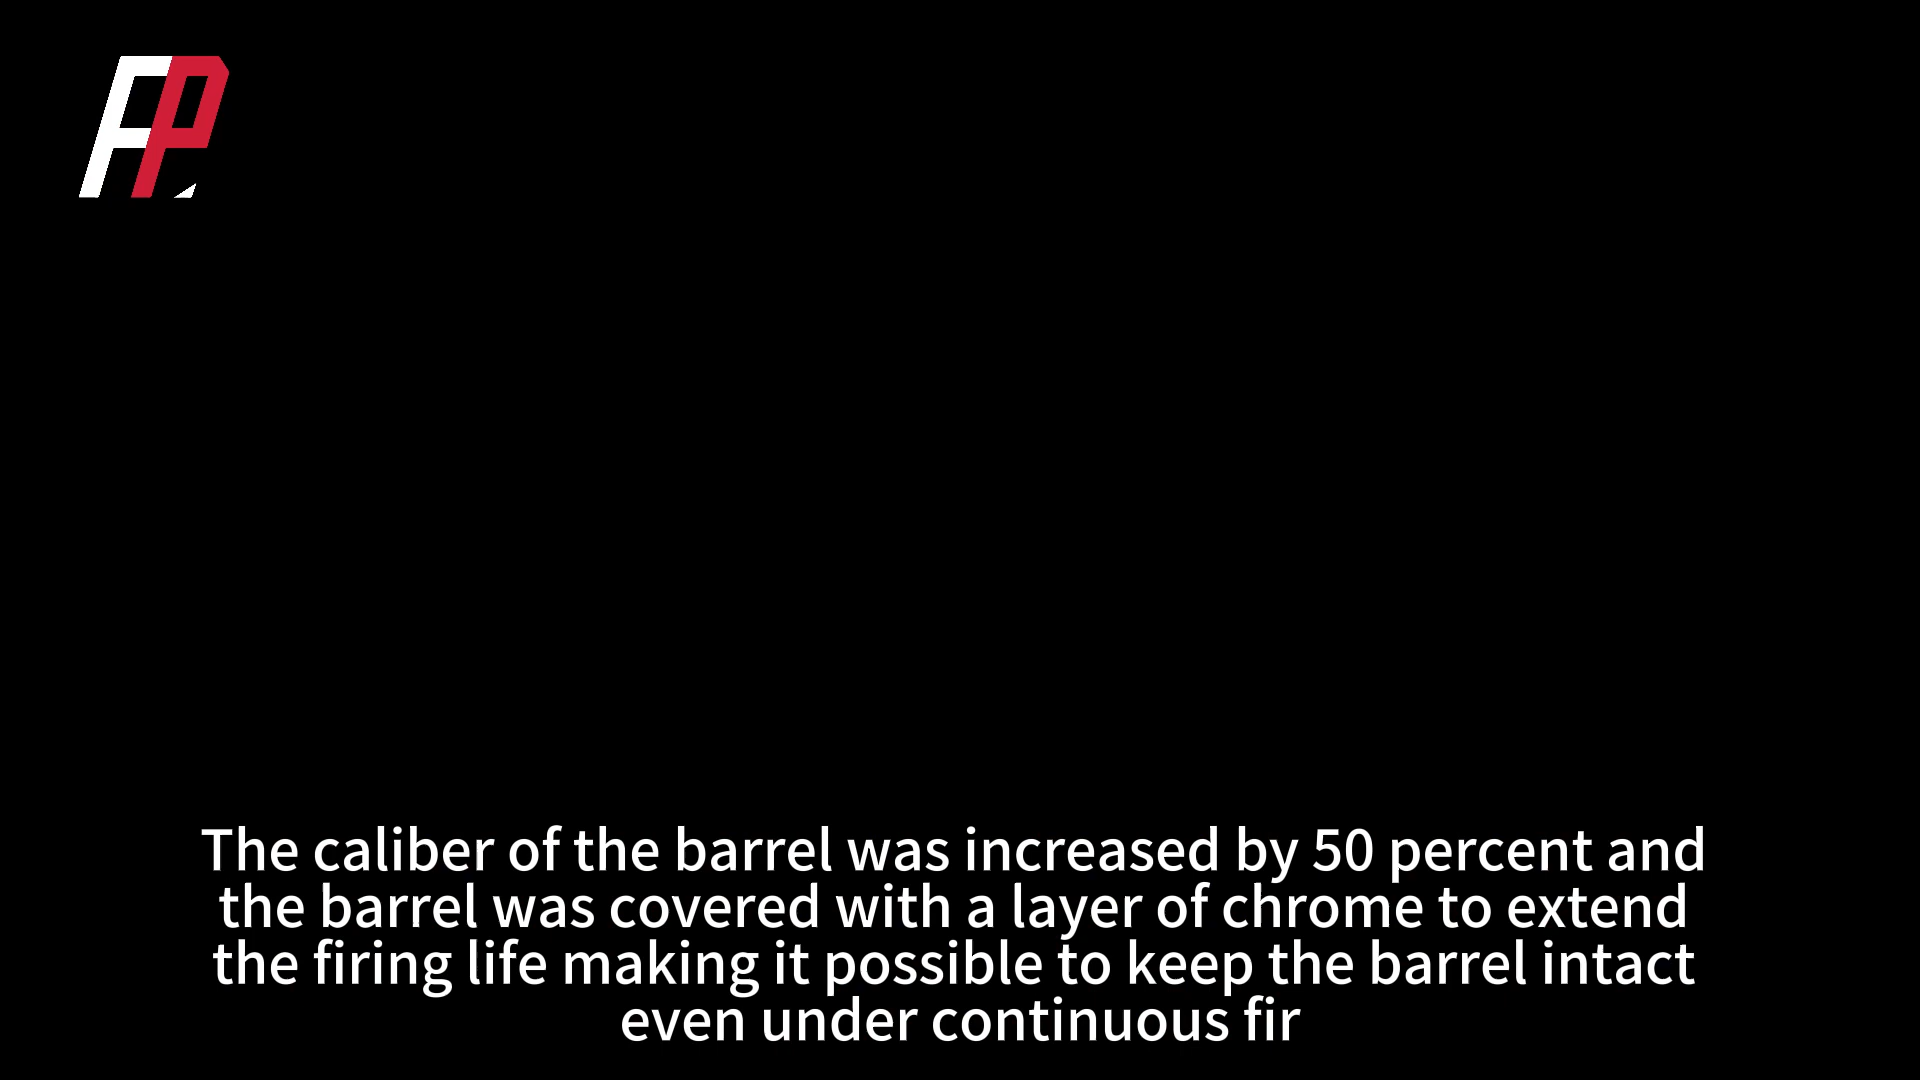 FP
The caliber of the barrel was increased by 50 percent and
the barrel was covered with a layer of chrome to extend
the firing life making it possible to keep the barrel intact
even under continuous fir